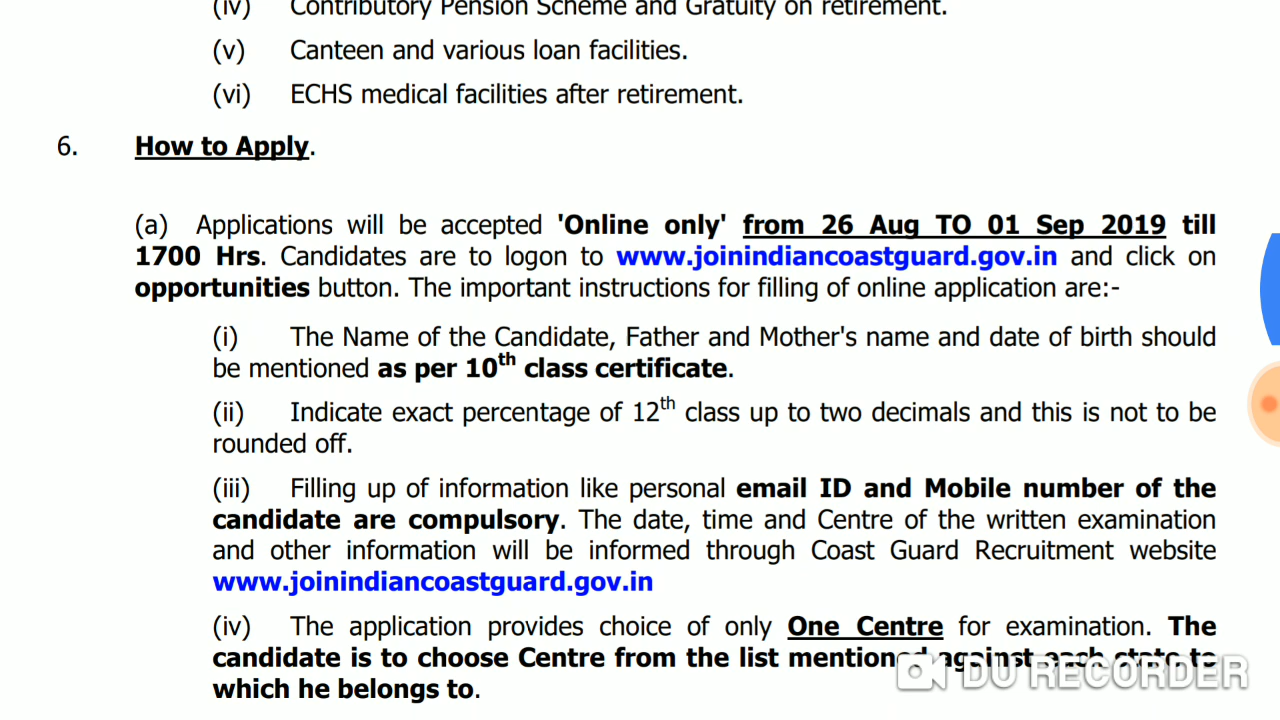 (iv) Contributory Pension Scheme and Gratuity on retirement.
(v) Canteen and various loan facilities.
(vi) ECHS medical facilities after retirement.
6. How to Apply.
(a) Applications will be accepted 'Online only' from 26 Aug TO 01 Sep 2019 till
1700 Hrs. Candidates are to logon to www.joinindiancoastguard.gov.in and click on
opportunities button. The important instructions for filling of online application are:-
(i) The Name of the Candidate, Father and Mother's name and date of birth should
be mentioned as per 10th class certificate.
(ii) Indicate exact percentage of 12th class up to two decimals and this is not to be
rounded off.
(iii) Filling up of information like personal email ID and Mobile number of the
candidate are compulsory. The date, time and Centre of the written examination
and other information will be informed through Coast Guard Recruitment website
www.joinindiancoastguard.gov.in
(iv) The application provides choice of only One Centre for examination. The
candidate is to choose Centre from the list mentioned against each state to
which he belongs to.
DU RECORDER